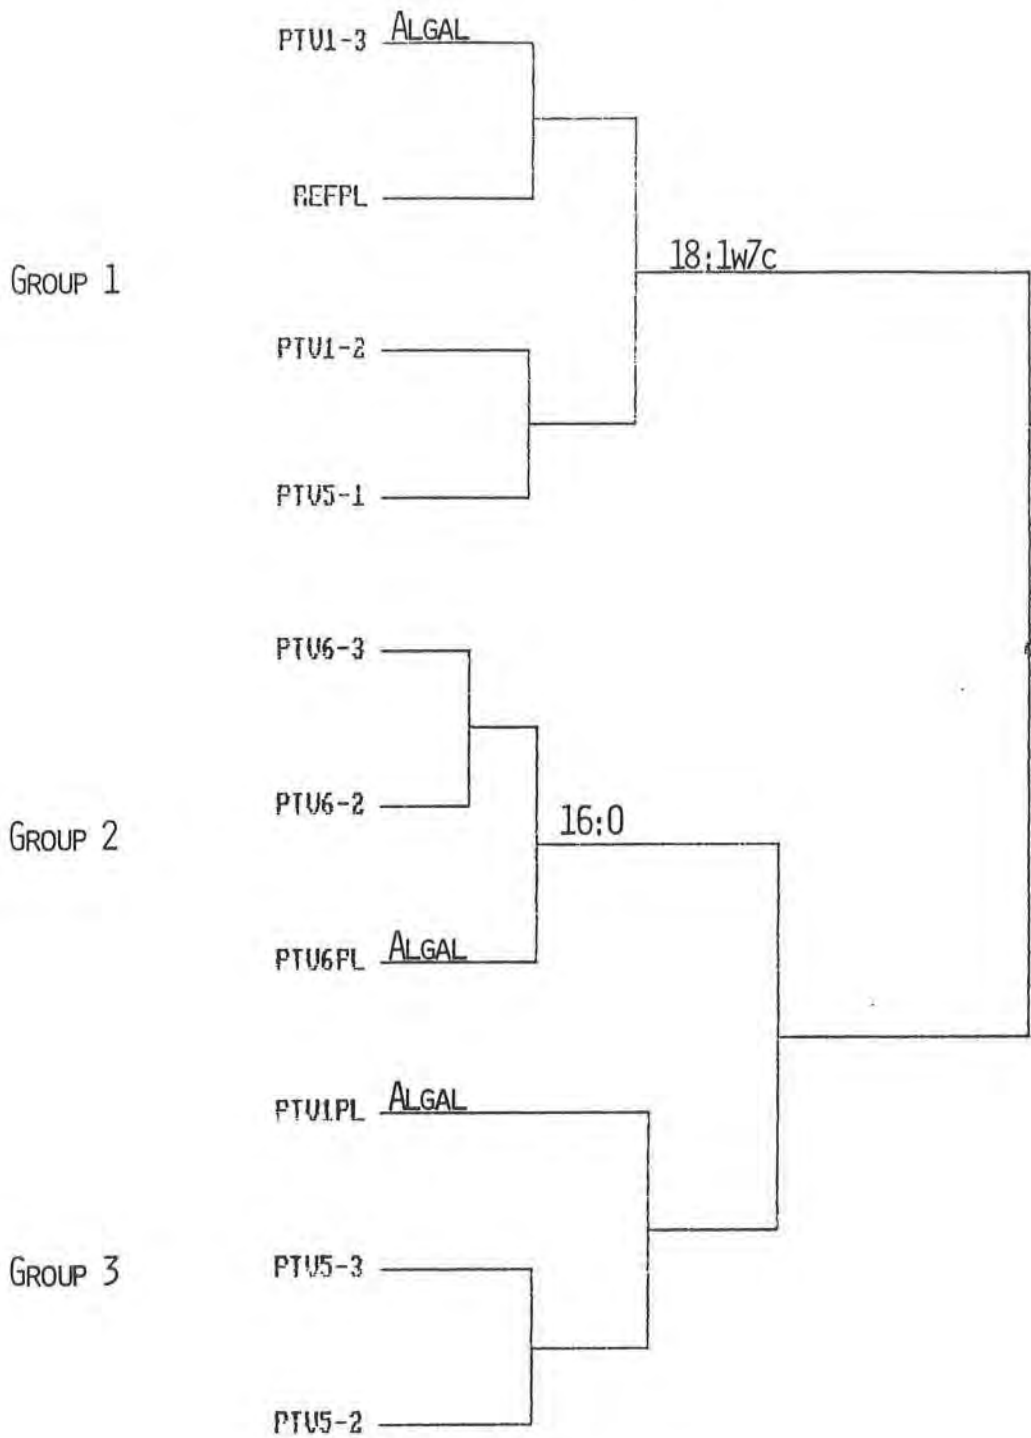 PTV1-3 ALGAL
REFPL
18:1w7c
GROUP 1
PTV1-2
PTV5-1
PTV6-3
PTV6-2
16:0
GROUP 2
PTV6PL ALGAL
PTV1PL ALGAL
PTV5-3
GROUP 3
PTV5-2